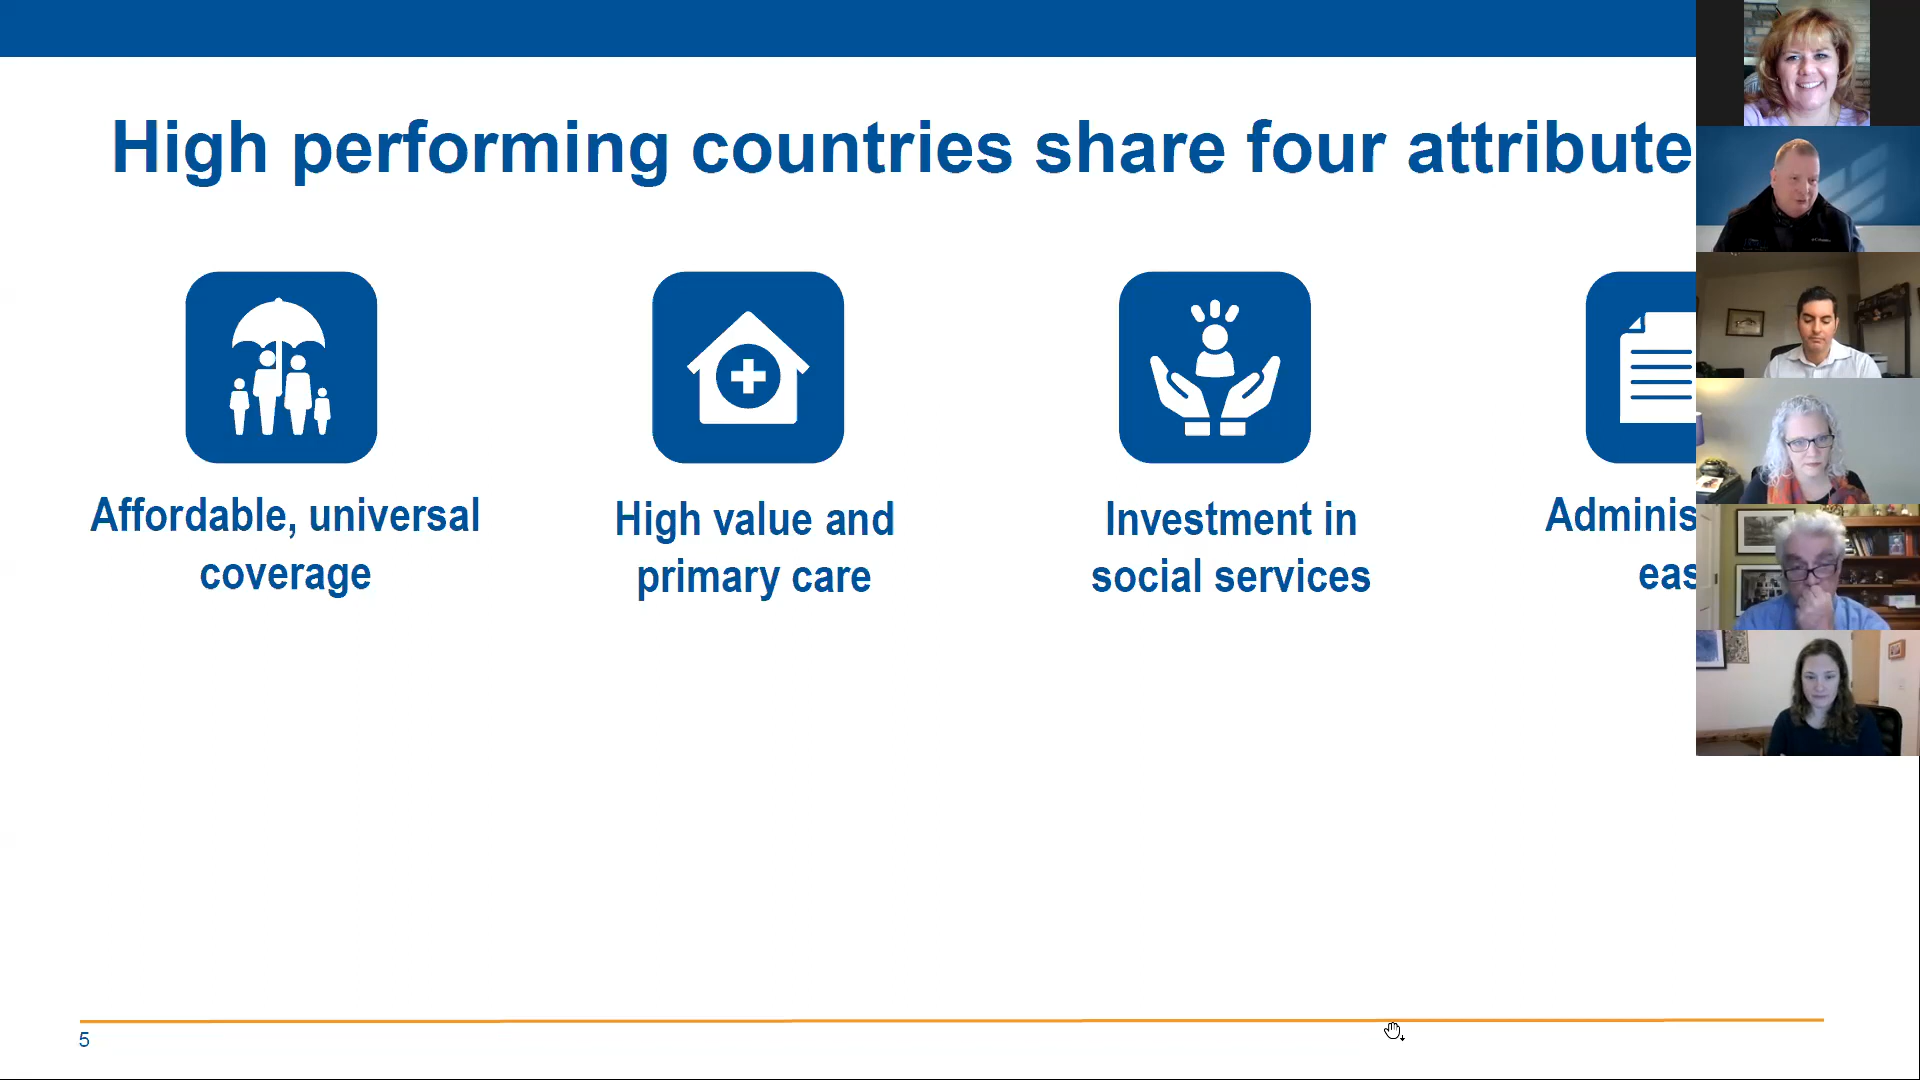 High performing countries share four attribute
Affordable, universal
coverage
High value and
primary care
Investment in
social services
Adminis
eas
5